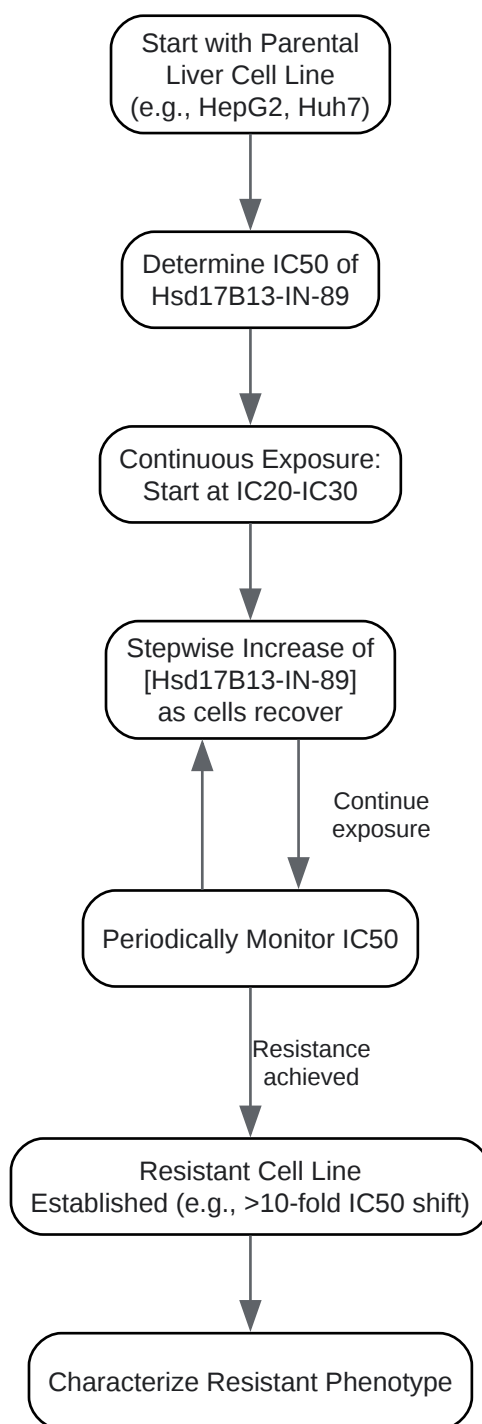 Start with Parental
Liver Cell Line
(e.g., HepG2, Huh7)
Determine IC50 of
Hsd17B13-IN-89
Continuous Exposure:
Start at IC20-IC30
Stepwise Increase of
[Hsd17B13-IN-89]
as cells recover
Continue
exposure
Periodically Monitor IC50
Resistance
achieved
Resistant Cell Line
Established (e.g., >10-fold IC50 shift)
Characterize Resistant Phenotype